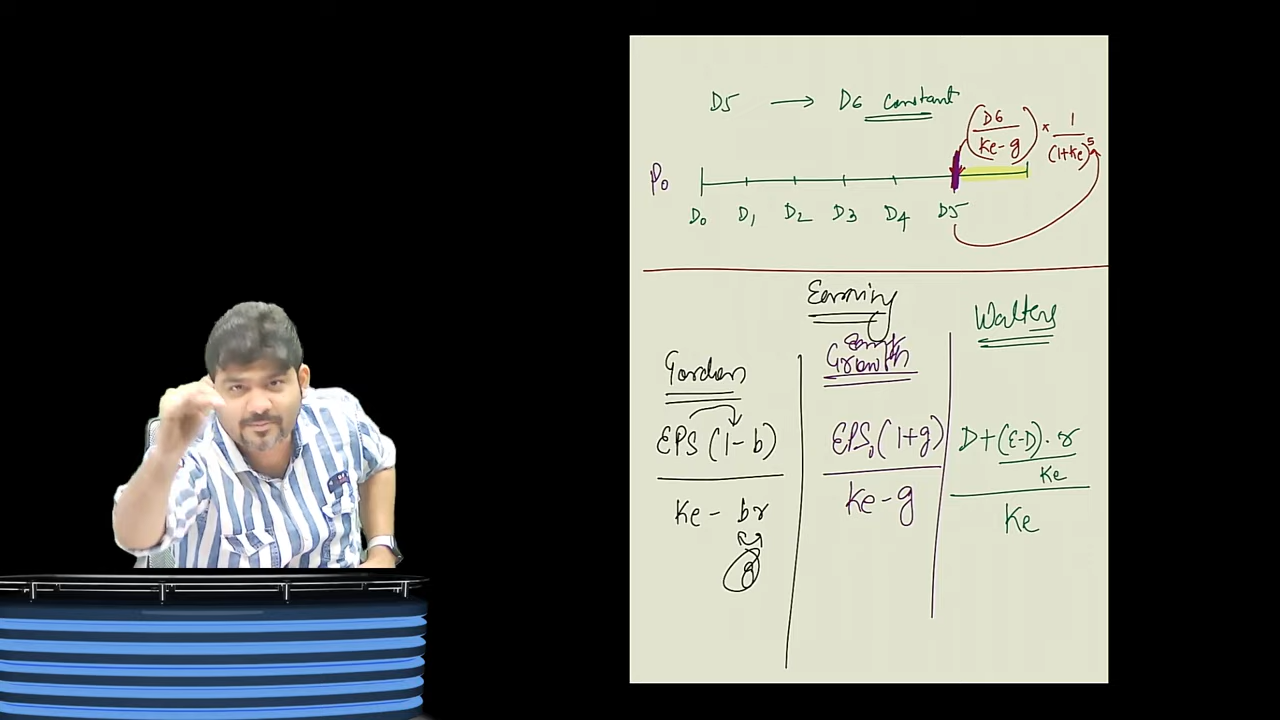 D5 → D6 constant
(D6 / Ke-g) × 1 / (1+Ke)^5
P₀
D₀ D₁ D₂ D₃ D₄ D5
Earning
Gordon
EPS (1-b)
Ke - br
g
Growth
EPS₀ (1+g)
Ke-g
Walters
D+(E-D)·r
Ke
Ke